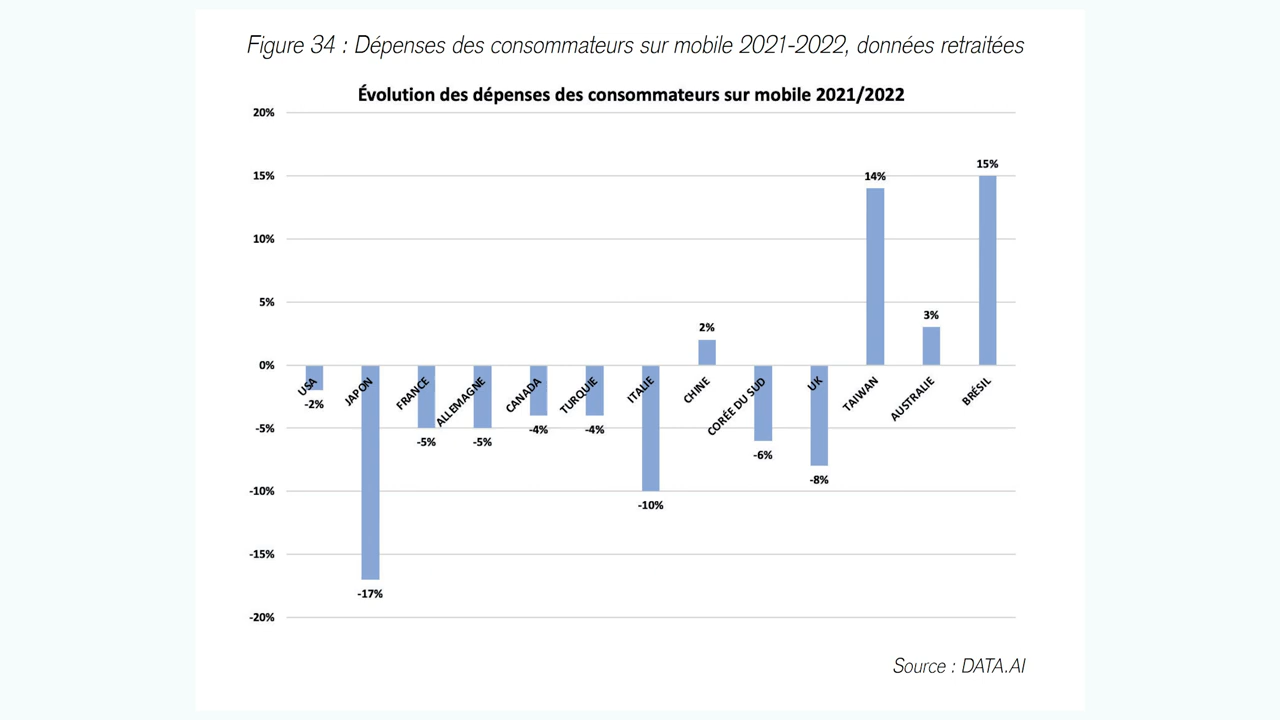 Figure 34 : Dépenses des consommateurs sur mobile 2021-2022, données retraitées
Évolution des dépenses des consommateurs sur mobile 2021/2022
20%
15%
10%
5%
0%
-5%
-10%
-15%
-20%
USA
-2%
JAPON
-17%
FRANCE
-5%
ALLEMAGNE
-5%
CANADA
-4%
TURQUIE
-4%
ITALIE
-10%
CHINE
2%
CORÉE DU SUD
-6%
UK
-8%
TAIWAN
14%
AUSTRALIE
3%
BRÉSIL
15%
Source : DATA.AI